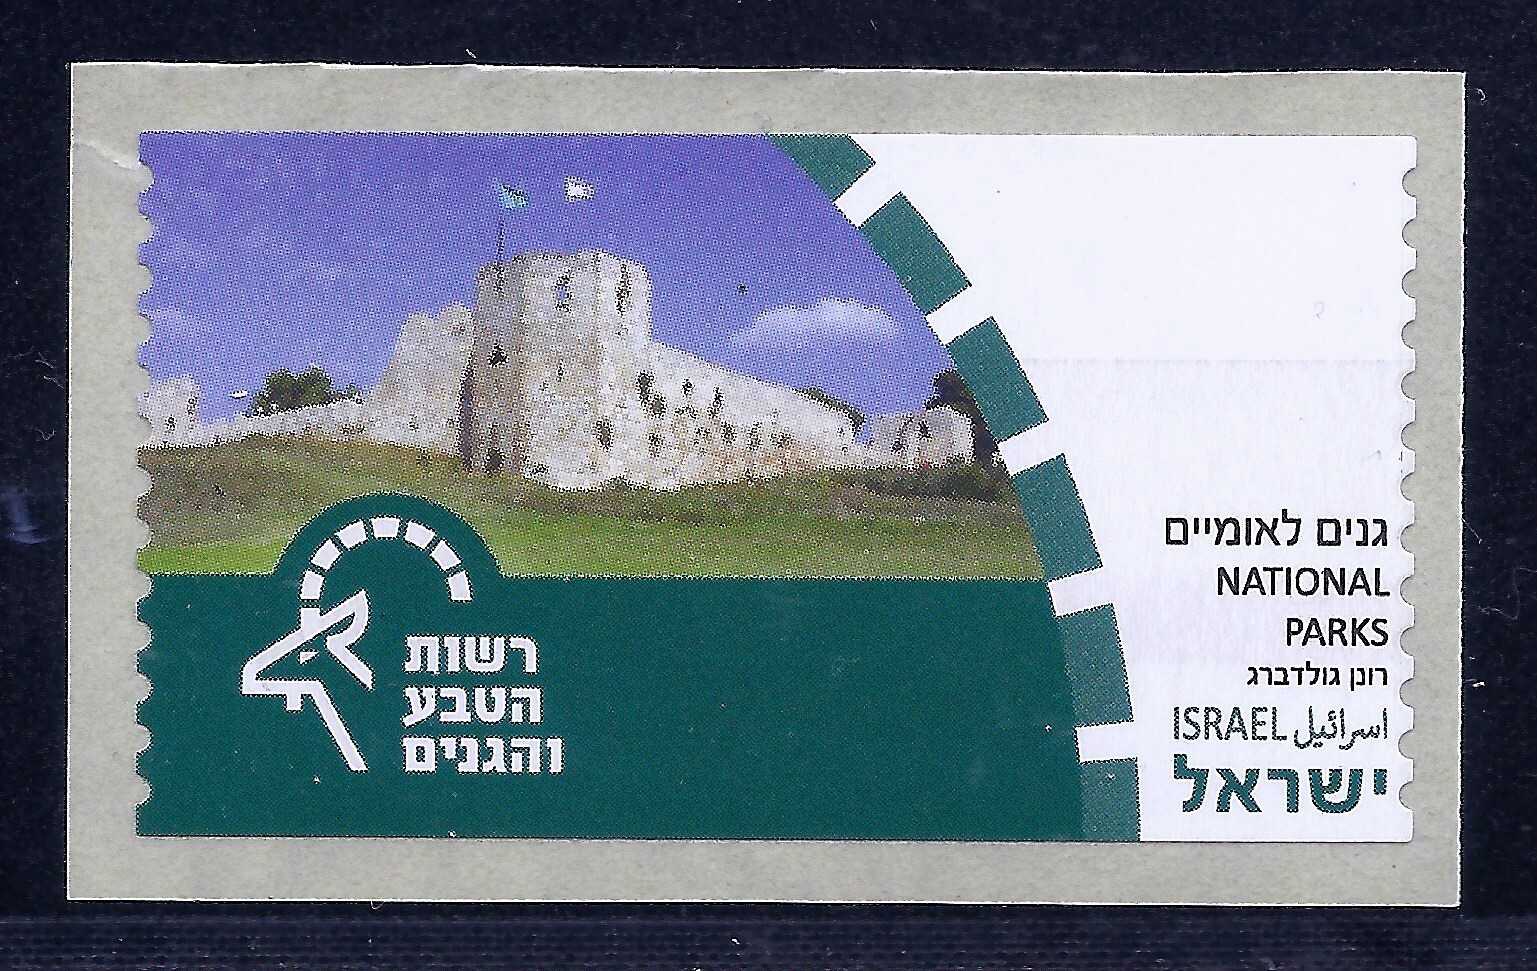 גנים לאומיים
NATIONAL
PARKS
רונן גולדברג
ISRAEL اسرائيل
ישראל
רשות
הטבע
והגנים